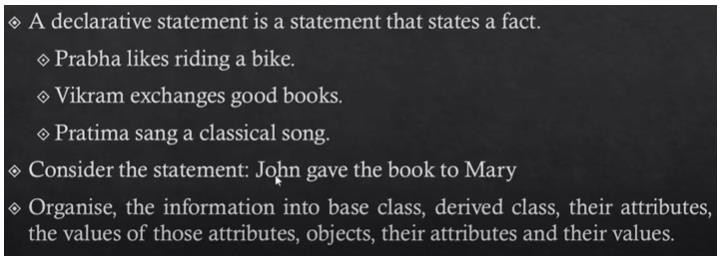 A declarative statement is a statement that states a fact.
Prabha likes riding a bike.
Vikram exchanges good books.
Pratima sang a classical song.
Consider the statement: John gave the book to Mary
Organise, the information into base class, derived class, their attributes,
the values of those attributes, objects, their attributes and their values.